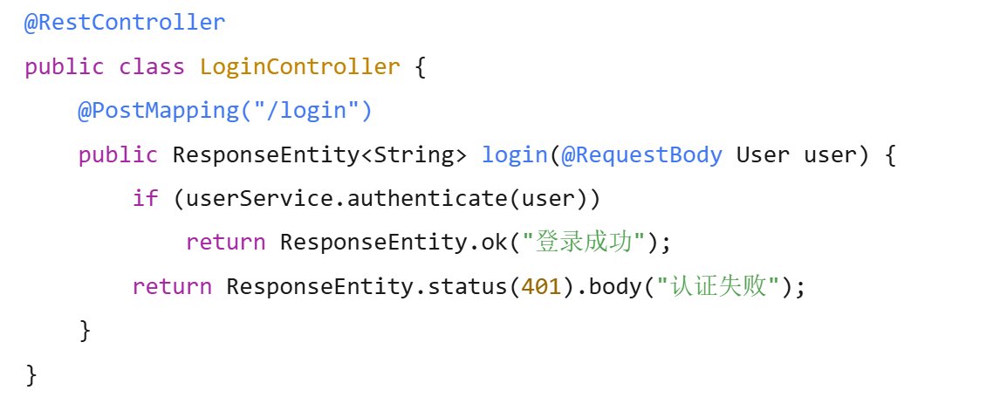 @RestController
public class LoginController {
    @PostMapping("/login")
    public ResponseEntity<String> login(@RequestBody User user) {
        if (userService.authenticate(user))
            return ResponseEntity.ok("登录成功");
        return ResponseEntity.status(401).body("认证失败");
    }
}